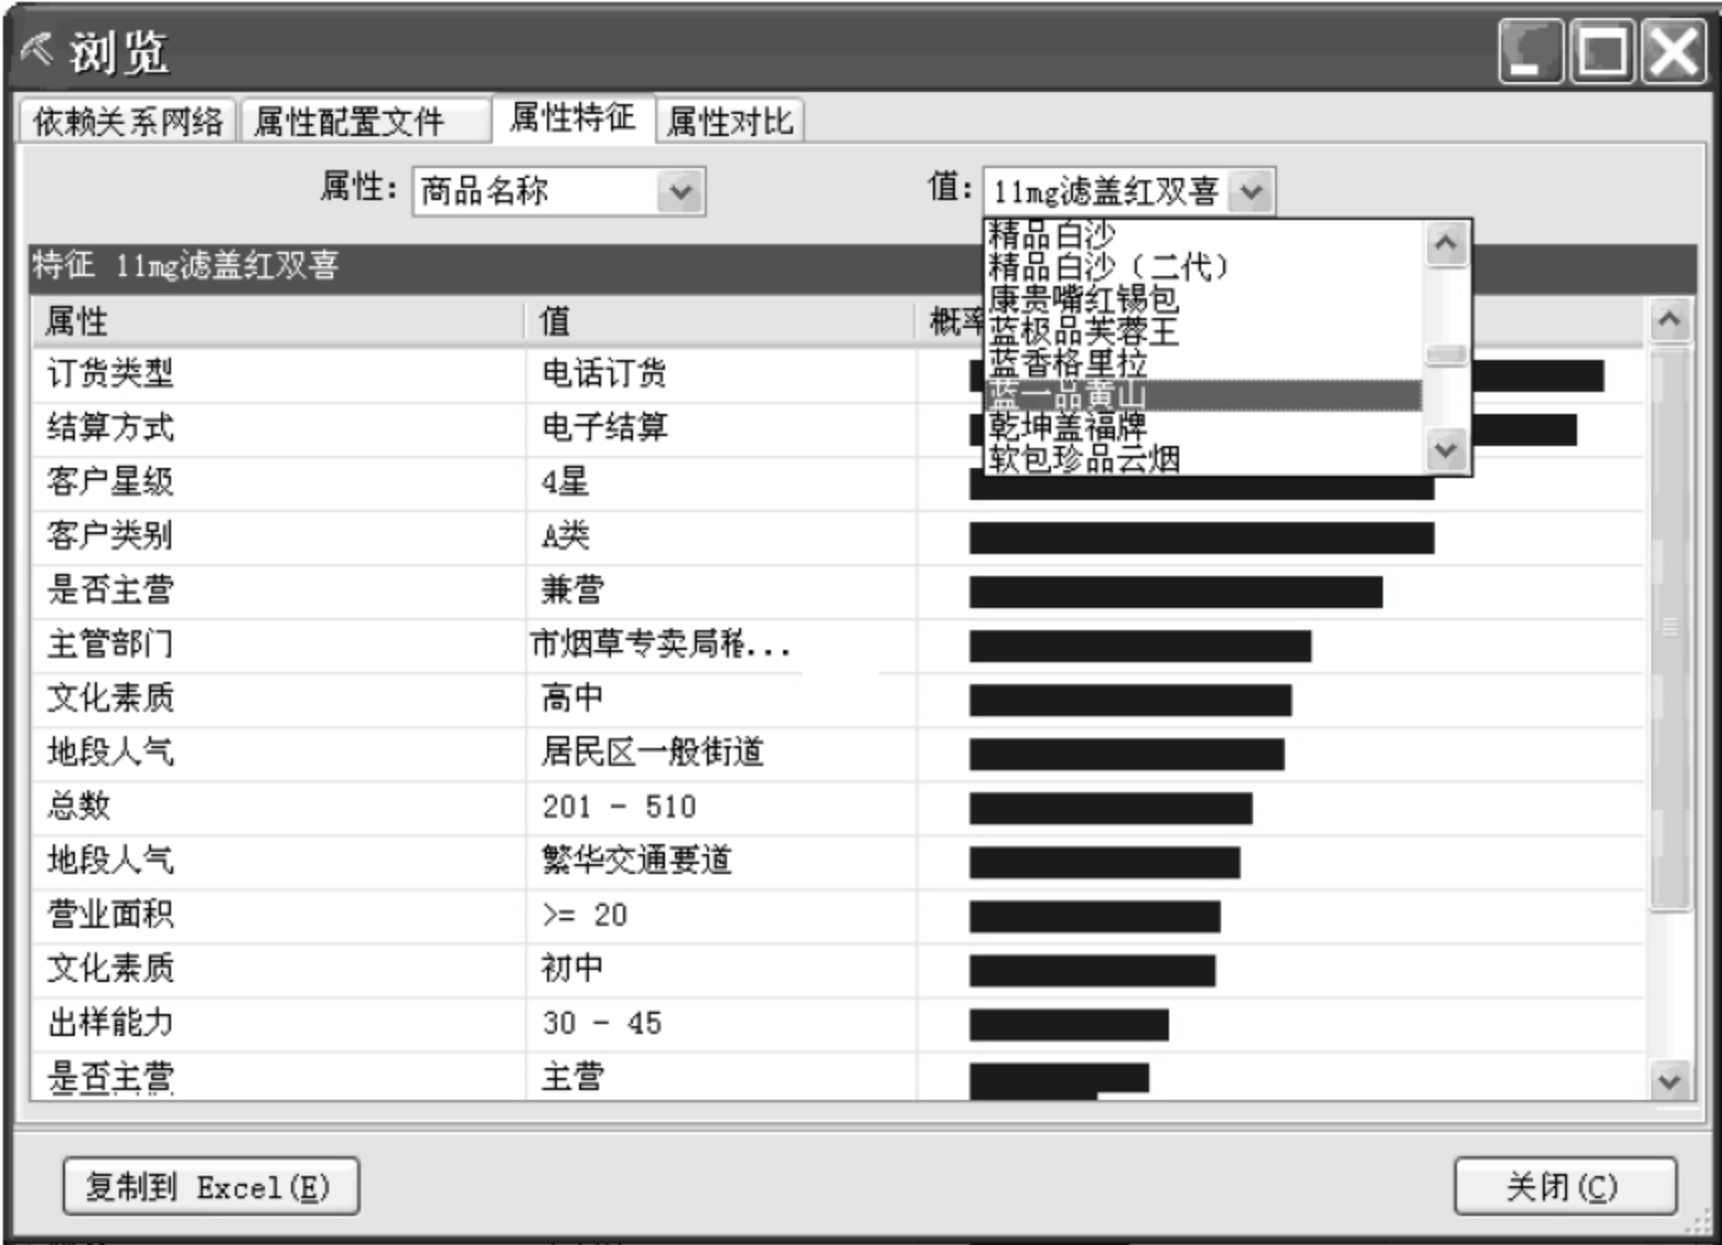 浏览
依赖关系网络 属性配置文件 属性特征 属性对比
属性: 商品名称 值: 11mg滤盖红双喜
精品白沙
精品白沙（二代）
康贵嘴红锡包
蓝极品芙蓉王
蓝香格里拉
蓝一品黄山
乾坤盖福牌
软包珍品云烟
特征 11mg滤盖红双喜
属性 值 概率
订货类型 电话订货
结算方式 电子结算
客户星级 4星
客户类别 A类
是否主营 兼营
主管部门 市烟草专卖局稽...
文化素质 高中
地段人气 居民区一般街道
总数 201 - 510
地段人气 繁华交通要道
营业面积 >= 20
文化素质 初中
出样能力 30 - 45
是否主营 主营
复制到 Excel(E) 关闭(C)